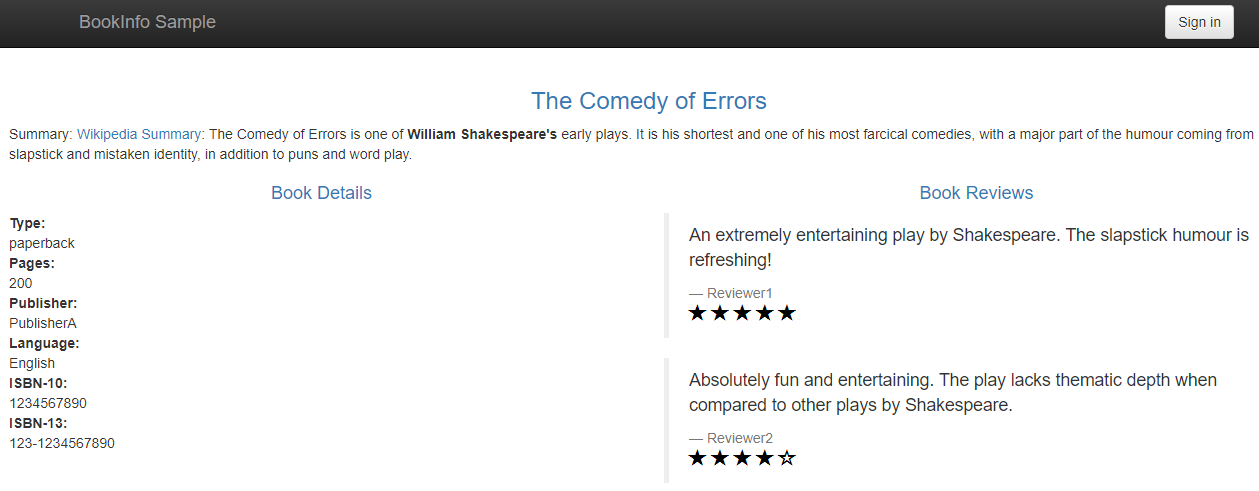 BookInfo Sample
Sign in
The Comedy of Errors
Summary: Wikipedia Summary: The Comedy of Errors is one of William Shakespeare's early plays. It is his shortest and one of his most farcical comedies, with a major part of the humour coming from
slapstick and mistaken identity, in addition to puns and word play.
Book Details
Type:
paperback
Pages:
200
Publisher:
PublisherA
Language:
English
ISBN-10:
1234567890
ISBN-13:
123-1234567890
Book Reviews
An extremely entertaining play by Shakespeare. The slapstick humour is
refreshing!
— Reviewer1
★★★★★
Absolutely fun and entertaining. The play lacks thematic depth when
compared to other plays by Shakespeare.
— Reviewer2
★★★★☆